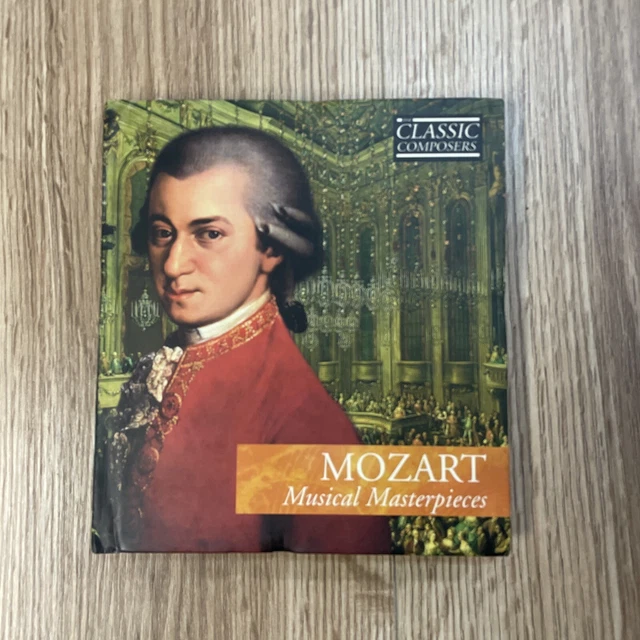 CLASSIC
COMPOSERS
MOZART
Musical Masterpieces